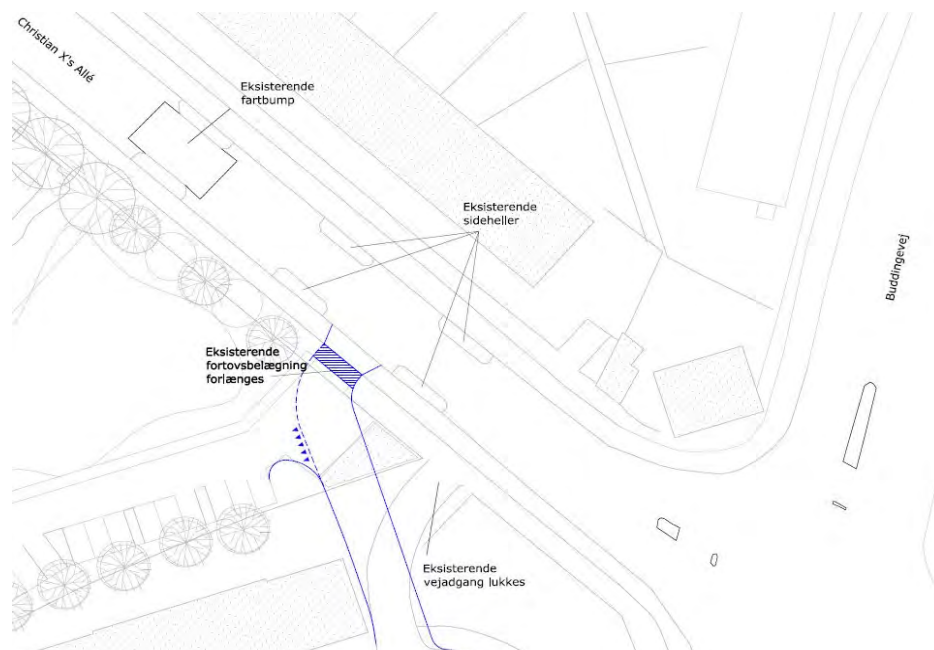 Christian X's Allé
Eksisterende
fartbump
Eksisterende
sideheller
Buddingevej
Eksisterende
fortovsbelægning
forlænges
Eksisterende
vejadgang lukkes